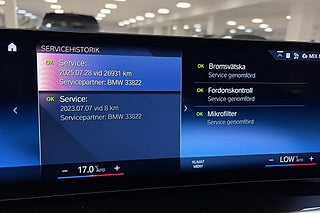 SERVICEHISTORIK
OK Service:
2025.07.28 vid 26931 km
Servicepartner: BMW 33822
OK Service:
2023.07.07 vid 8 km
Servicepartner: BMW 33822
OK Bromsvätska
Service genomförd
OK Fordonskontroll
Service genomförd
OK Mikrofilter
Service genomförd
− 17.0 °C AUTO +
KLIMAT
MENY
− LOW AUTO +